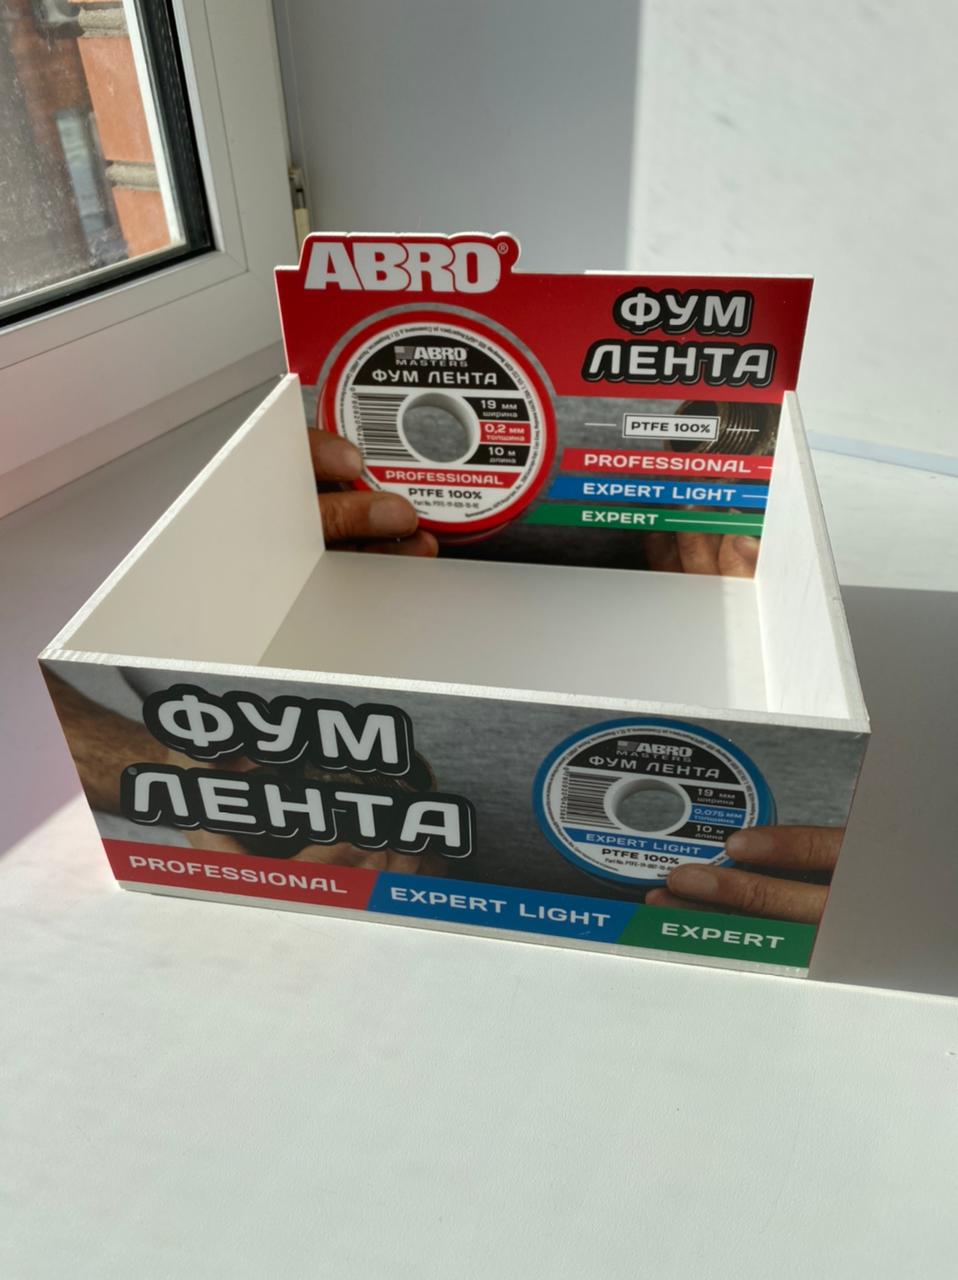 ABRO®
ФУМ
ЛЕНТА
ABRO
MASTERS
ФУМ ЛЕНТА
19 мм
ширина
0,2 мм
толщина
10 м
длина
PROFESSIONAL
PTFE 100%
PTFE 100%
PROFESSIONAL
EXPERT LIGHT
EXPERT
ФУМ
ЛЕНТА
ABRO
MASTERS
ФУМ ЛЕНТА
19 мм
ширина
0,075 мм
толщина
10 м
длина
EXPERT LIGHT
PTFE 100%
PROFESSIONAL
EXPERT LIGHT
EXPERT